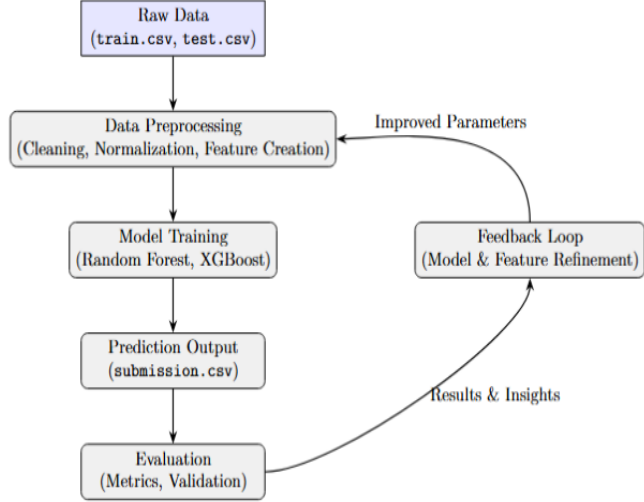 Raw Data
(train.csv, test.csv)
Data Preprocessing
(Cleaning, Normalization, Feature Creation)
Improved Parameters
Model Training
(Random Forest, XGBoost)
Feedback Loop
(Model & Feature Refinement)
Prediction Output
(submission.csv)
Results & Insights
Evaluation
(Metrics, Validation)